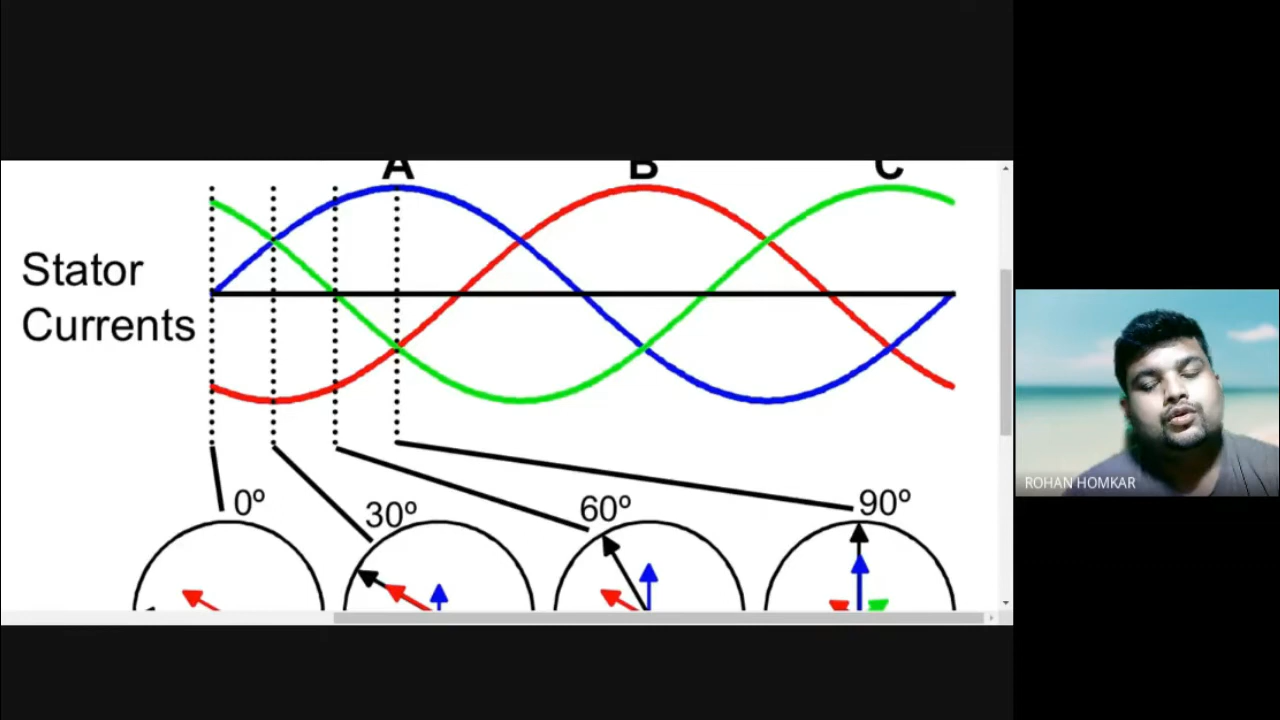 A B C
Stator
Currents
0º
30º
60º
90º
ROHAN HOMKAR